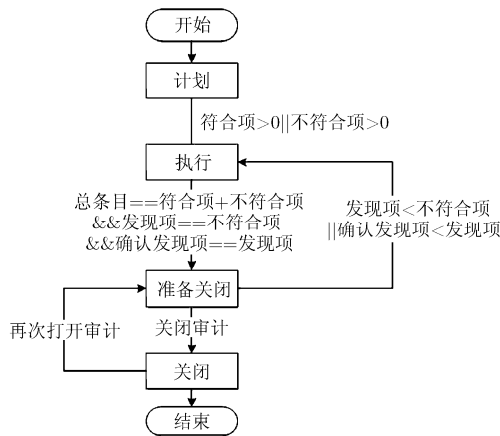 开始
计划
符合项>0||不符合项>0
执行
总条目==符合项+不符合项
&&发现项==不符合项
&&确认发现项==发现项
发现项<不符合项
||确认发现项<发现项
准备关闭
再次打开审计
关闭审计
关闭
结束